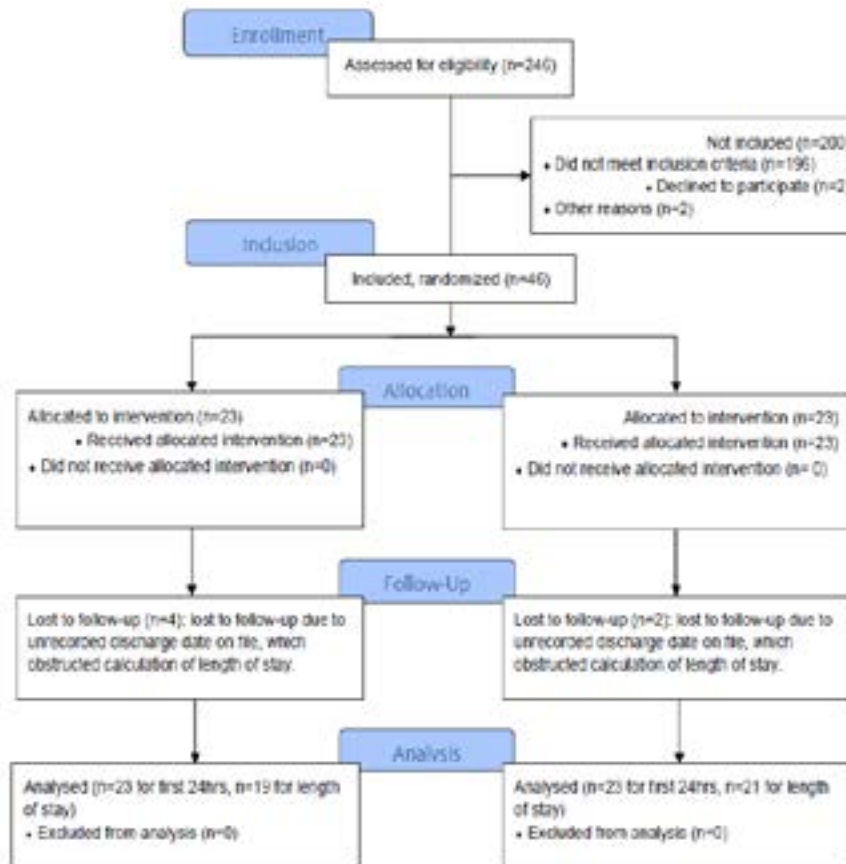 Enrollment
Assessed for eligibility (n=246)
Not included (n=200
• Did not meet inclusion criteria (n=196)
• Declined to participate (n=2
• Other reasons (n=2)
Inclusion
Included, randomized (n=46)
Allocation
Allocated to intervention (n=23)
• Received allocated intervention (n=23)
• Did not receive allocated intervention (n=0)
Allocated to intervention (n=23)
• Received allocated intervention (n=23)
• Did not receive allocated intervention (n= 0)
Follow-Up
Lost to follow-up (n=4): lost to follow-up due to
unrecorded discharge date on file, which
obstructed calculation of length of stay.
Lost to follow-up (n=2): lost to follow-up due to
unrecorded discharge date on file, which
obstructed calculation of length of stay.
Analysis
Analysed (n=23 for first 24hrs, n=19 for length
of stay)
• Excluded from analysis (n=0)
Analysed (n=23 for first 24hrs, n=21 for length
of stay)
• Excluded from analysis (n=0)